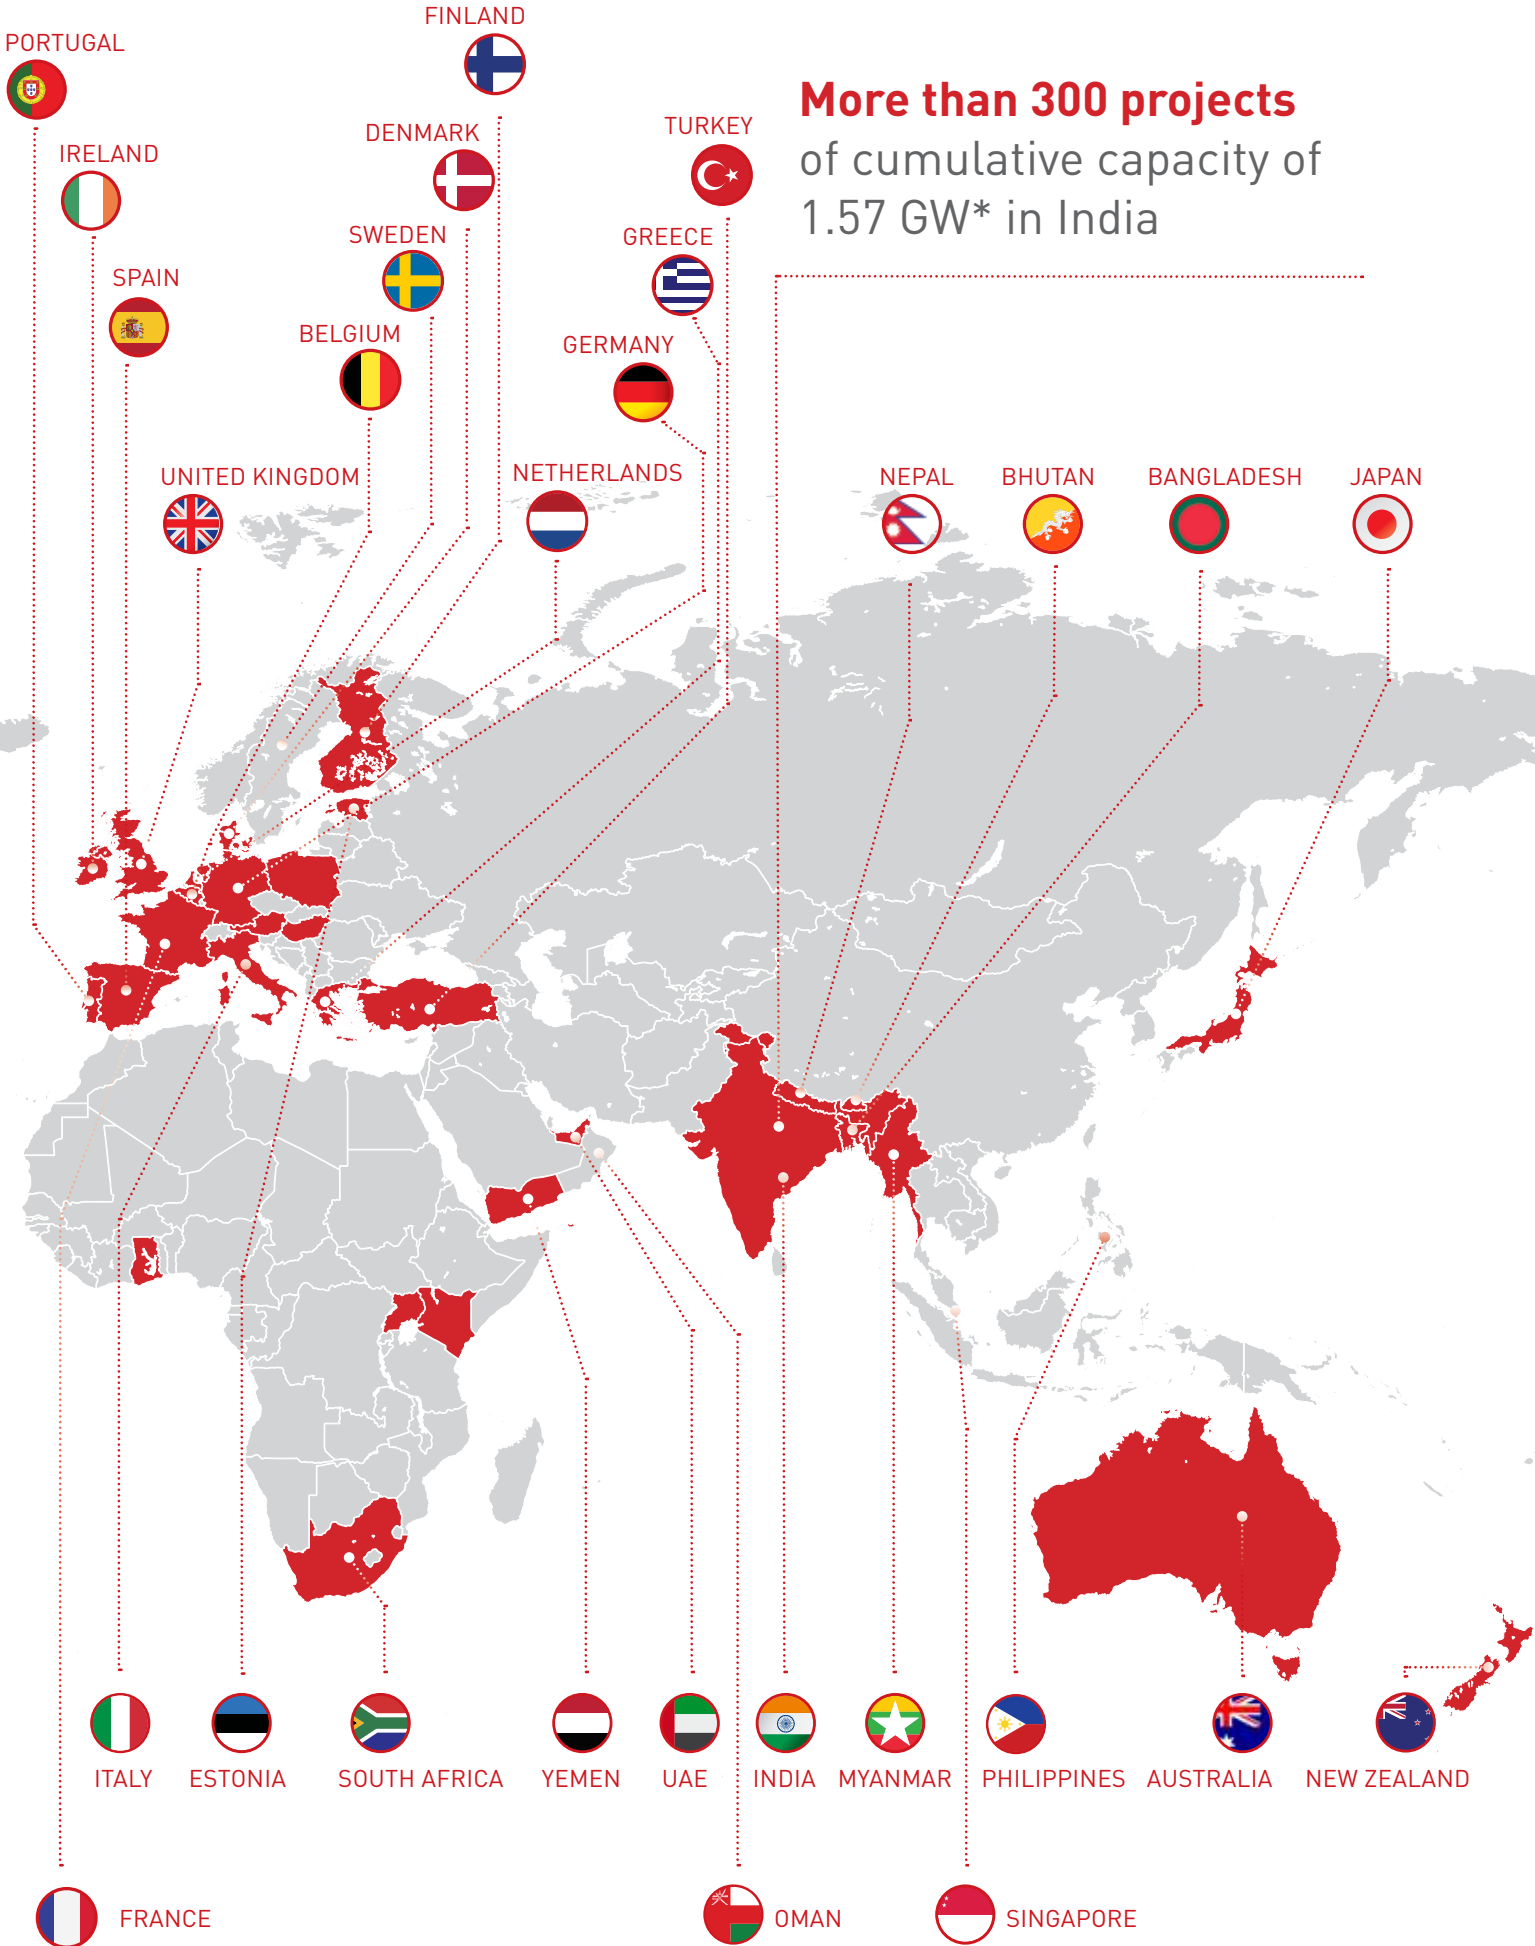 FINLAND
PORTUGAL
More than 300 projects
of cumulative capacity of
1.57 GW* in India
DENMARK
TURKEY
IRELAND
SWEDEN
GREECE
SPAIN
BELGIUM
GERMANY
UNITED KINGDOM
NETHERLANDS
NEPAL
BHUTAN
BANGLADESH
JAPAN
ITALY
ESTONIA
SOUTH AFRICA
YEMEN
UAE
INDIA
MYANMAR
PHILIPPINES
AUSTRALIA
NEW ZEALAND
FRANCE
OMAN
SINGAPORE